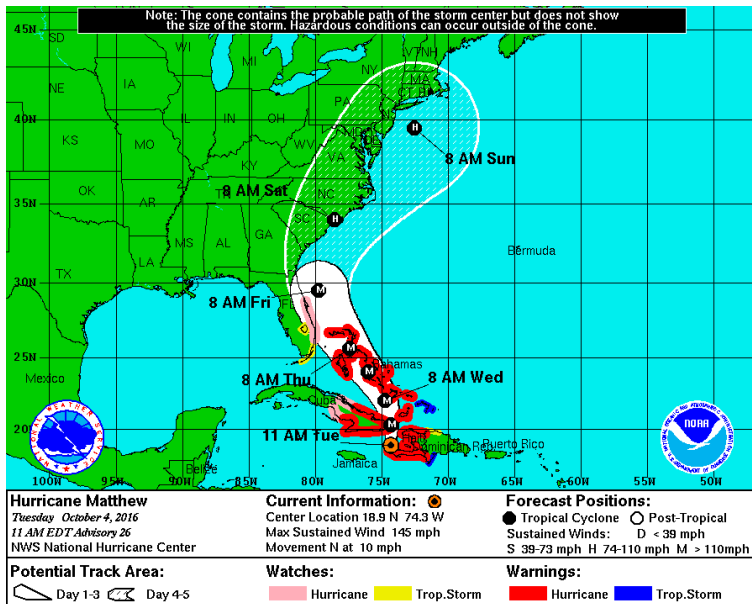 Note: The cone contains the probable path of the storm center but does not show
the size of the storm. Hazardous conditions can occur outside of the cone.
45N
40N
35N
30N
25N
20N
SD
WI
MI
NY
VT
NH
MA
CT
RI
NE
IA
PA
NJ
IL
IN
OH
MD
DE
KS
MO
WV
VA
KY
8 AM Sun
8 AM Sat
NC
OK
AR
TN
SC
MS
AL
GA
TX
LA
Bermuda
8 AM Fri
FL
Mexico
8 AM Thu
Bahamas
8 AM Wed
Cuba
11 AM Tue
Haiti
Dominican Rep
Puerto Rico
Jamaica
Belize
NATIONAL WEATHER SERVICE
NOAA
100W
95W
90W
85W
80W
75W
70W
65W
60W
55W
50W
H
H
M
M
M
M
M
Hurricane Matthew
Tuesday October 4, 2016
11 AM EDT Advisory 26
NWS National Hurricane Center
Current Information:
Center Location 18.9 N 74.3 W
Max Sustained Wind 145 mph
Movement N at 10 mph
Forecast Positions:
Tropical Cyclone Post-Tropical
Sustained Winds: D < 39 mph
S 39-73 mph H 74-110 mph M > 110mph
Potential Track Area:
Day 1-3 Day 4-5
Watches:
Hurricane Trop.Storm
Warnings:
Hurricane Trop.Storm